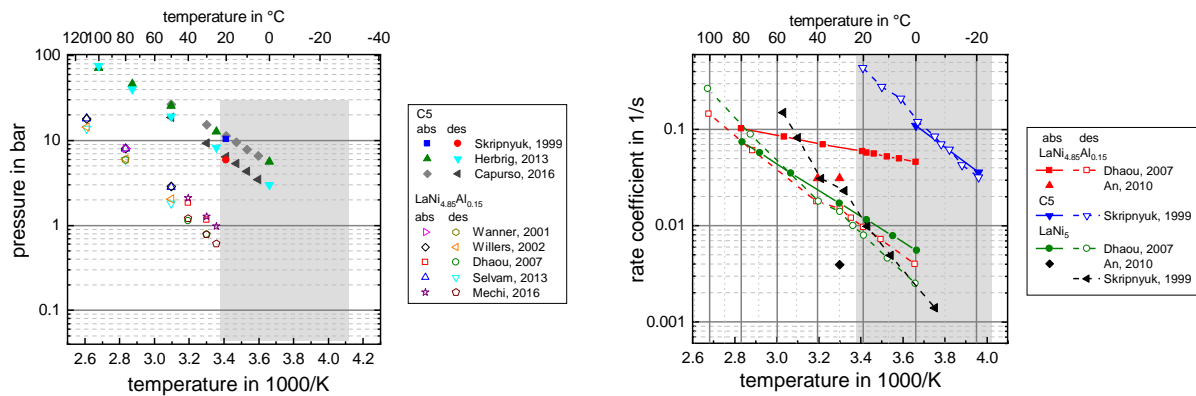 temperature in °C
120 100 80 60 40 20 0 -20 -40
100
10
1
0.1
pressure in bar
2.6 2.8 3.0 3.2 3.4 3.6 3.8 4.0 4.2
temperature in 1000/K
C5
abs des
Skripnyuk, 1999
Herbrig, 2013
Capurso, 2016
LaNi4.85Al0.15
abs des
Wanner, 2001
Willers, 2002
Dhaou, 2007
Selvam, 2013
Mechi, 2016
temperature in °C
100 80 60 40 20 0 -20
1
0.1
0.01
0.001
rate coefficient in 1/s
2.6 2.8 3.0 3.2 3.4 3.6 3.8 4.0
temperature in 1000/K
abs des
LaNi4.85Al0.15
Dhaou, 2007
An, 2010
C5
Skripnyuk, 1999
LaNi5
Dhaou, 2007
An, 2010
Skripnyuk, 1999